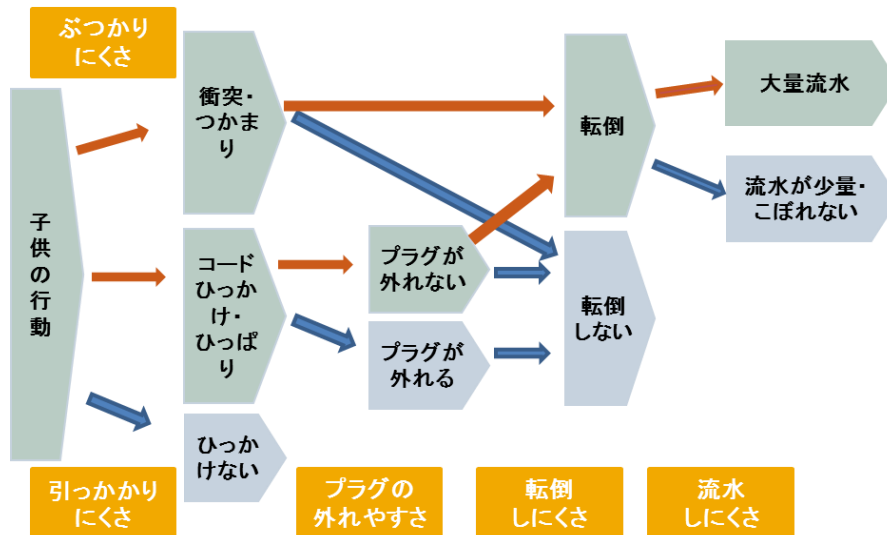 ぶつかり
にくさ
子
供
の
行
動
衝突・
つかま
り
コード
ひっか
け・
ひっぱ
り
ひっか
けない
プラグが
外れない
プラグが
外れる
転倒
転倒
しない
大量流水
流水が少量・
こぼれない
引っかかり
にくさ
プラグの
外れやすさ
転倒
しにくさ
流水
しにくさ